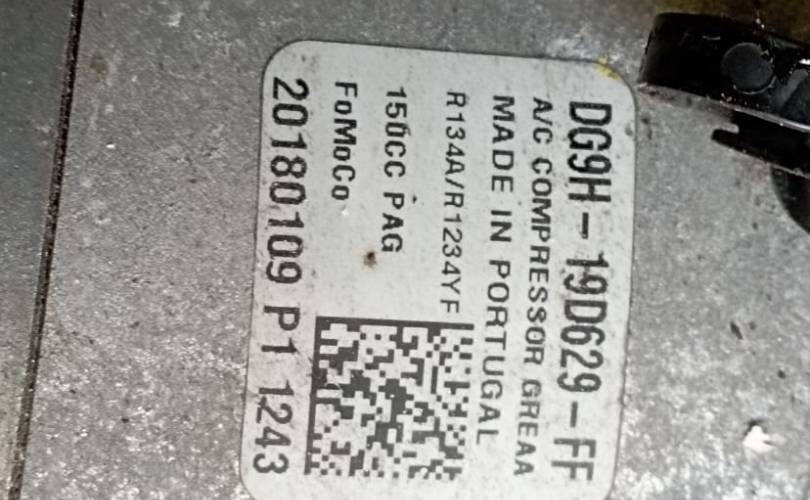 DG9H-19D629-FF
A/C COMPRESSOR GREAA
MADE IN PORTUGAL
R134A/R1234YF
150CC PAG
FoMoCo
20180109 P1 1243